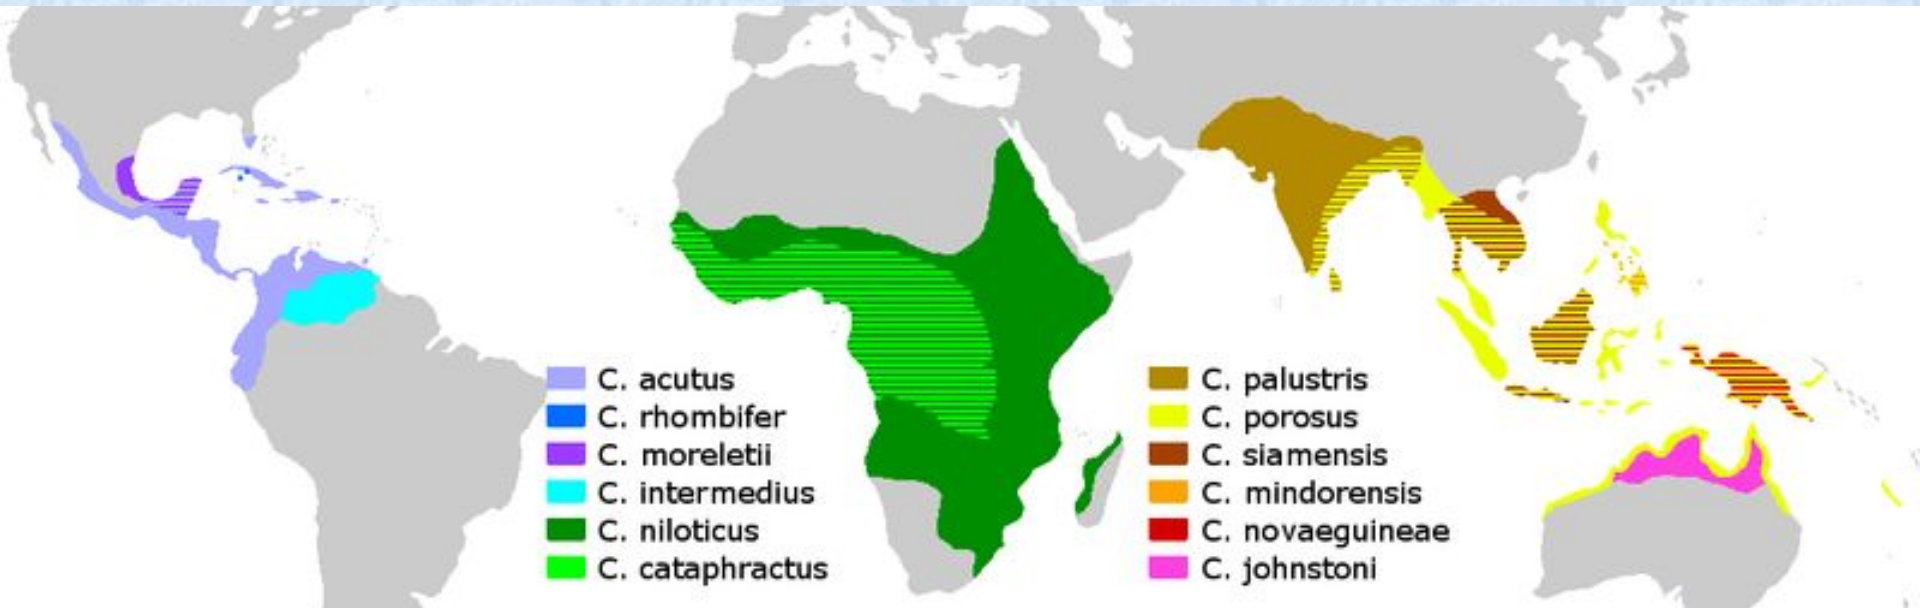 C. acutus
C. rhombifer
C. moreletii
C. intermedius
C. niloticus
C. cataphractus
C. palustris
C. porosus
C. siamensis
C. mindorensis
C. novaeguineae
C. johnstoni